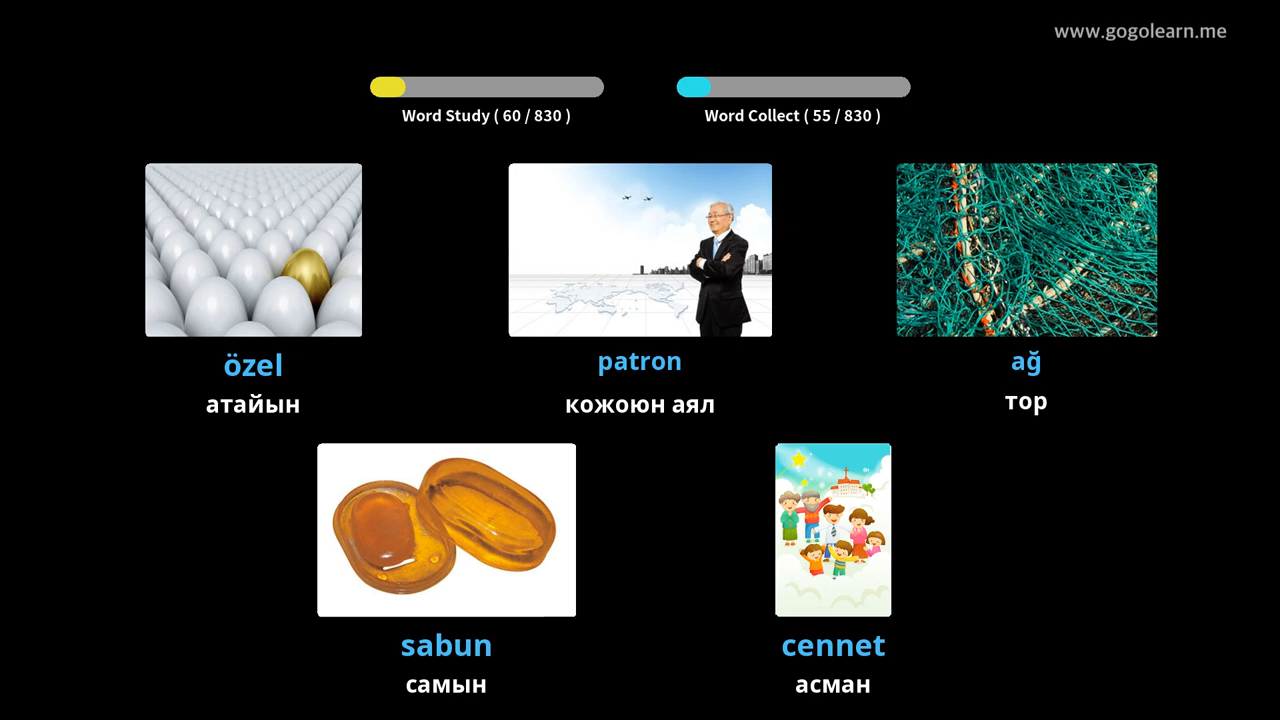 www.gogolearn.me
Word Study ( 60 / 830 )
Word Collect ( 55 / 830 )
özel
атайын
patron
кожоюн аял
ağ
тор
sabun
самын
cennet
асман